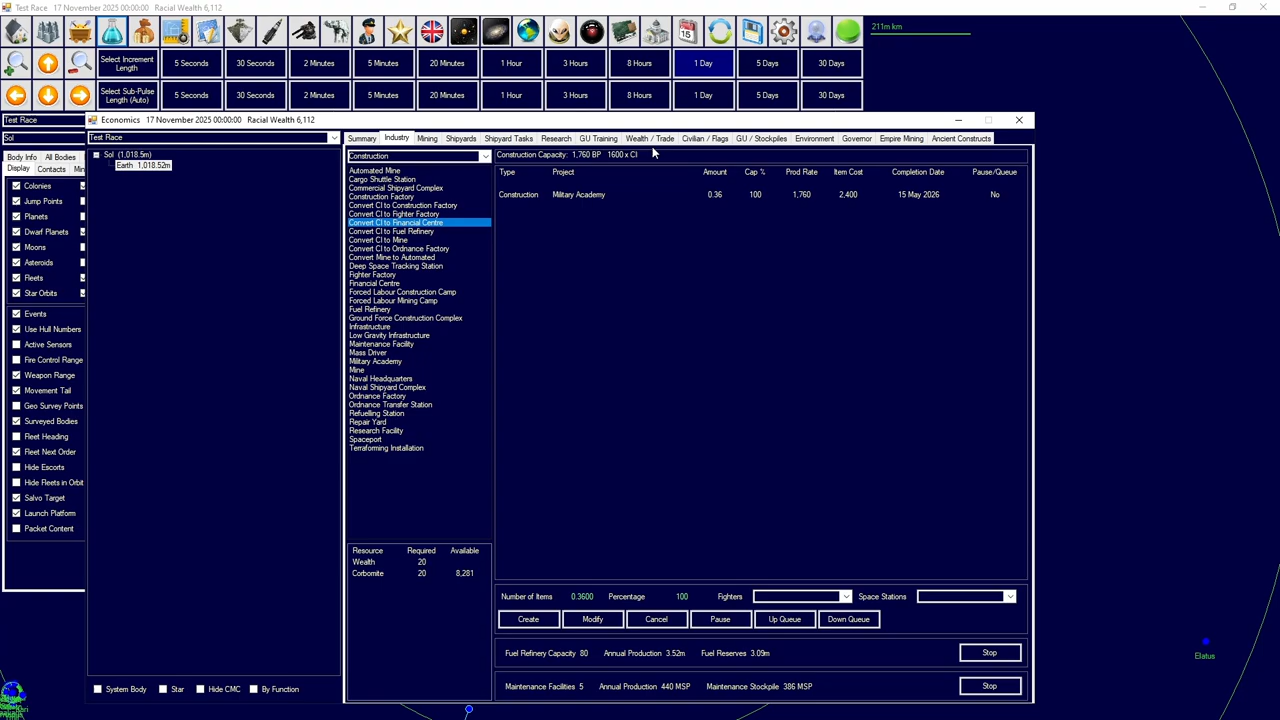 Test Race 17 November 2025 00:00:00 Racial Wealth 6,112
211m km
Select Increment Length 5 Seconds 30 Seconds 2 Minutes 5 Minutes 20 Minutes 1 Hour 3 Hours 8 Hours 1 Day 5 Days 30 Days
Select Sub-Pulse Length (Auto) 5 Seconds 30 Seconds 2 Minutes 5 Minutes 20 Minutes 1 Hour 3 Hours 8 Hours 1 Day 5 Days 30 Days
Test Race
Sol
Body Info All Bodies
Display Contacts Min
Colonies
Jump Points
Planets
Dwarf Planets
Moons
Asteroids
Fleets
Star Orbits
Events
Use Hull Numbers
Active Sensors
Fire Control Range
Weapon Range
Movement Tail
Geo Survey Points
Surveyed Bodies
Fleet Heading
Fleet Next Order
Hide Escorts
Hide Fleets in Orbit
Salvo Target
Launch Platform
Packet Content
Economics 17 November 2025 00:00:00 Racial Wealth 6,112
Test Race
Sol (1,018.5m)
Earth 1,018.52m
System Body Star Hide CMC By Function
Summary Industry Mining Shipyards Shipyard Tasks Research GU Training Wealth / Trade Civilian / Flags GU / Stockpiles Environment Governor Empire Mining Ancient Constructs
Construction
Automated Mine
Cargo Shuttle Station
Commercial Shipyard Complex
Construction Factory
Convert CI to Construction Factory
Convert CI to Fighter Factory
Convert CI to Financial Centre
Convert CI to Fuel Refinery
Convert CI to Mine
Convert CI to Ordnance Factory
Convert Mine to Automated
Deep Space Tracking Station
Fighter Factory
Financial Centre
Forced Labour Construction Camp
Forced Labour Mining Camp
Fuel Refinery
Ground Force Construction Complex
Infrastructure
Low Gravity Infrastructure
Maintenance Facility
Mass Driver
Military Academy
Mine
Naval Headquarters
Naval Shipyard Complex
Ordnance Factory
Ordnance Transfer Station
Refuelling Station
Repair Yard
Research Facility
Spaceport
Terraforming Installation
Resource Required Available
Wealth 20
Corbomite 20 8,281
Construction Capacity: 1,760 BP 1600 x CI
Type Project Amount Cap % Prod Rate Item Cost Completion Date Pause/Queue
Construction Military Academy 0.36 100 1,760 2,400 15 May 2026 No
Number of Items 0.3600 Percentage 100 Fighters Space Stations
Create Modify Cancel Pause Up Queue Down Queue
Fuel Refinery Capacity 80 Annual Production 3.52m Fuel Reserves 3.09m Stop
Maintenance Facilities 5 Annual Production 440 MSP Maintenance Stockpile 386 MSP Stop
Elatus